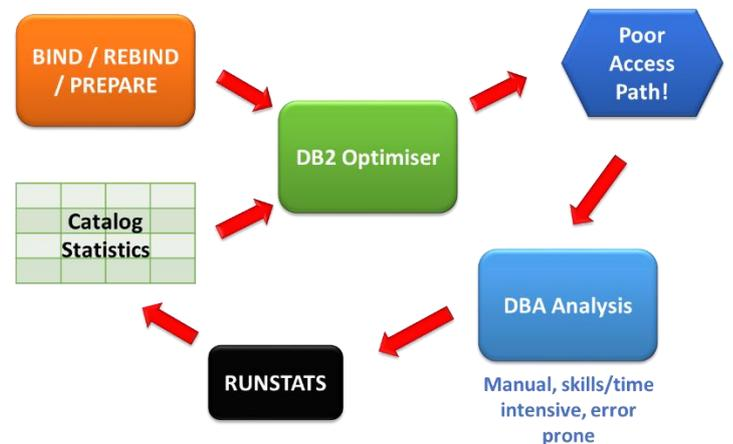 BIND / REBIND
/ PREPARE
Poor
Access
Path!
DB2 Optimiser
Catalog
Statistics
DBA Analysis
RUNSTATS
Manual, skills/time
intensive, error
prone